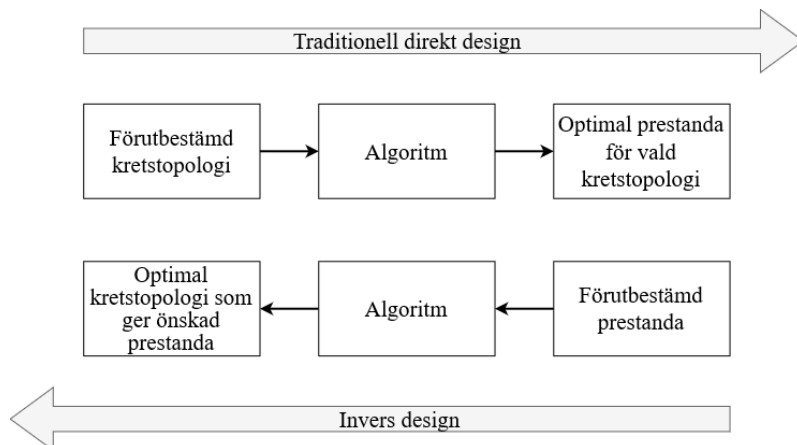 Traditionell direkt design
Förutbestämd
kretstopologi
Algoritm
Optimal prestanda
för vald
kretstopologi
Optimal
kretstopologi som
ger önskad
prestanda
Algoritm
Förutbestämd
prestanda
Invers design